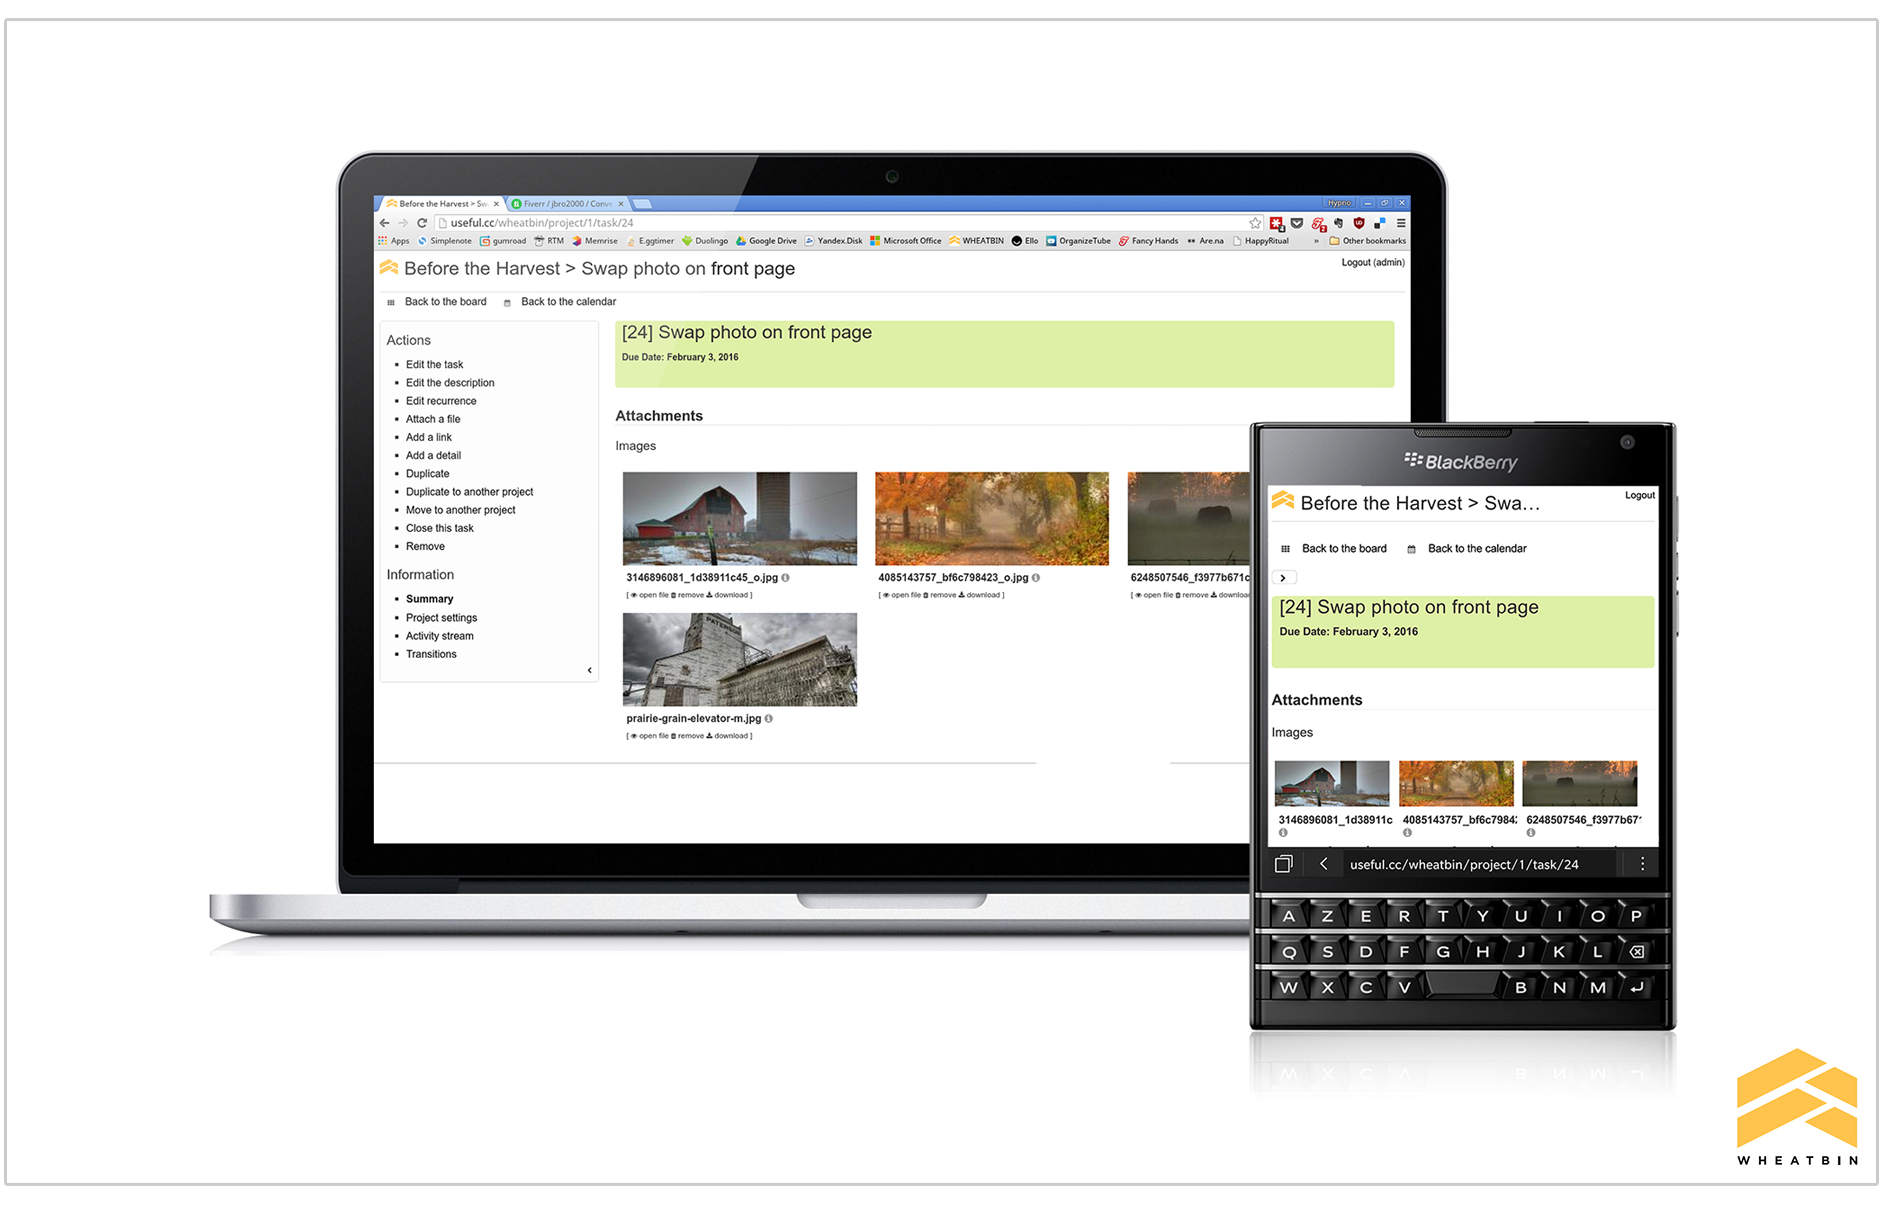 Before the Harvest > Sw
Fiverr / jbro2000 / Conve
Hypno
useful.cc/wheatbin/project/1/task/24
Apps Simplenote gumroad RTM Memrise E.ggtimer Duolingo Google Drive Yandex.Disk Microsoft Office WHEATBIN Ello OrganizeTube Fancy Hands Are.na HappyRitual » Other bookmarks
Before the Harvest > Swap photo on front page
Logout (admin)
Back to the board Back to the calendar
Actions
Edit the task
Edit the description
Edit recurrence
Attach a file
Add a link
Add a detail
Duplicate
Duplicate to another project
Move to another project
Close this task
Remove
Information
Summary
Project settings
Activity stream
Transitions
[24] Swap photo on front page
Due Date: February 3, 2016
Attachments
Images
3146896081_1d38911c45_o.jpg
[ open file remove download ]
4085143757_bf6c798423_o.jpg
[ open file remove download ]
6248507546_f3977b671c
[ open file remove download
PATERSON
prairie-grain-elevator-m.jpg
[ open file remove download ]
BlackBerry
Before the Harvest > Swa...
Logout
Back to the board Back to the calendar
[24] Swap photo on front page
Due Date: February 3, 2016
Attachments
Images
3146896081_1d38911c
4085143757_bf6c7984
6248507546_f3977b67
useful.cc/wheatbin/project/1/task/24
A Z E R T Y U I O P
Q S D F G H J K L
W X C V B N M
WHEATBIN